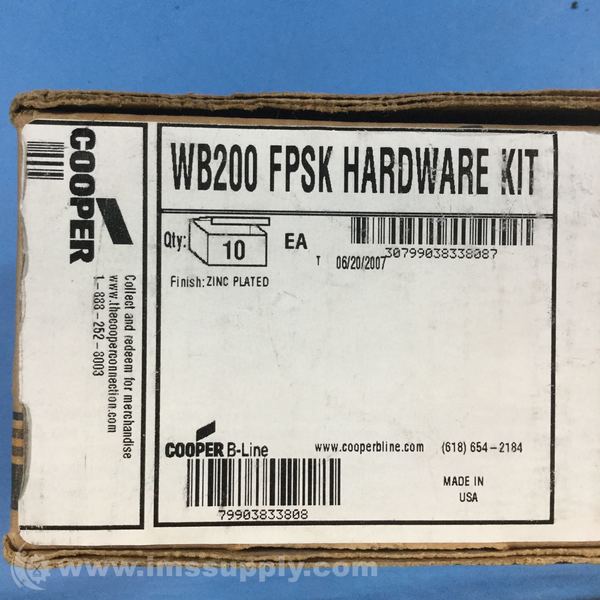 WB200 FPSK HARDWARE KIT
COOPER
Qty:
10
EA
30799038338087
T 06/20/2007
Finish: ZINC PLATED
Collect and redeem for merchandise
www.thecooperconnection.com
1-888-252-8003
COOPER B-Line
www.cooperbline.com
(618) 654-2184
79903833808
MADE IN
USA
www.imssupply.com